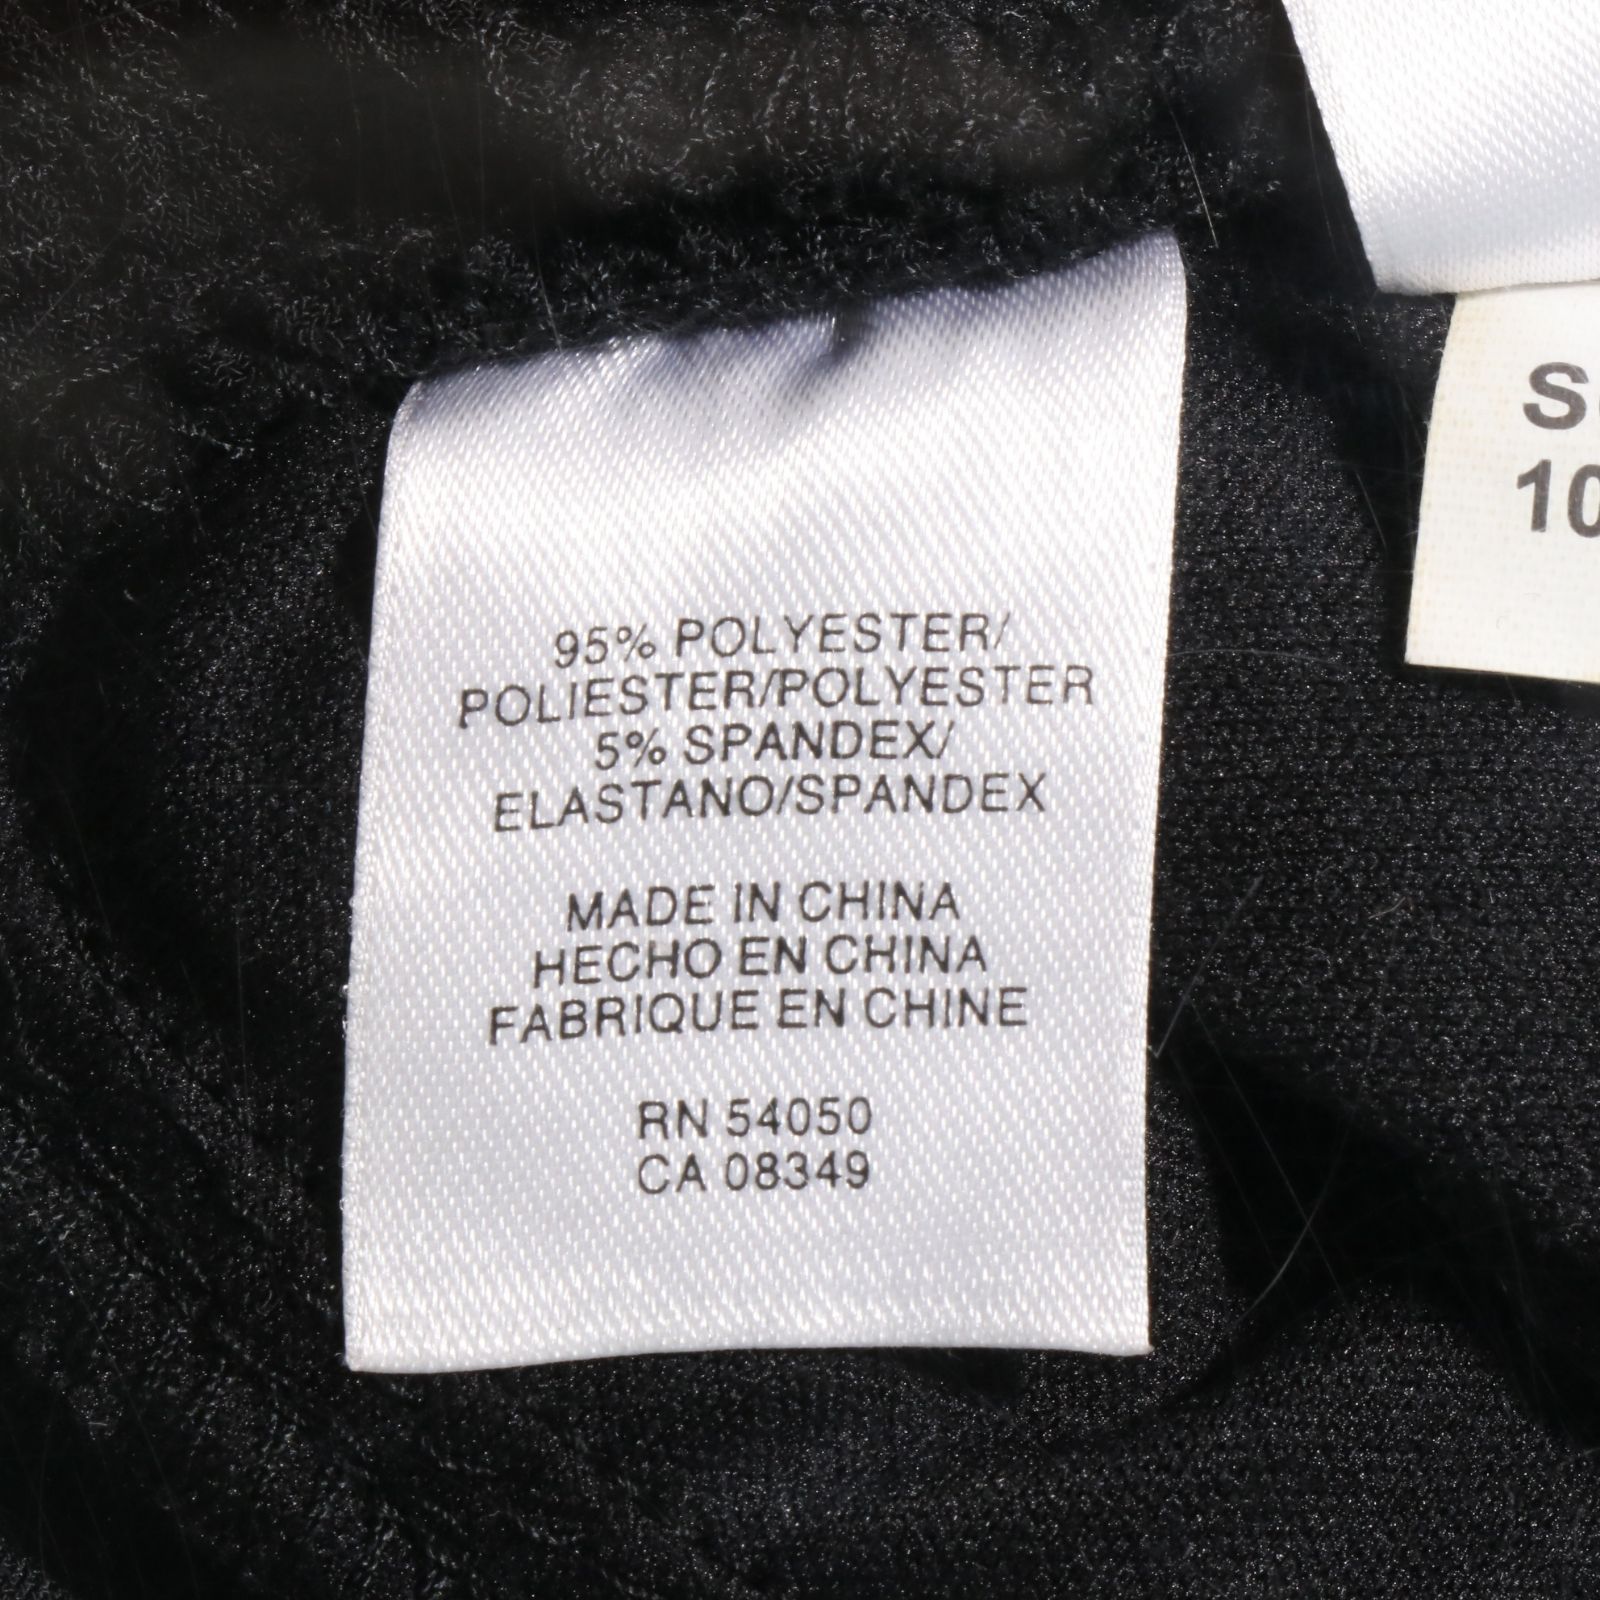 95% POLYESTER/
POLIESTER/POLYESTER
5% SPANDEX/
ELASTANO/SPANDEX
MADE IN CHINA
HECHO EN CHINA
FABRIQUE EN CHINE
RN 54050
CA 08349
10